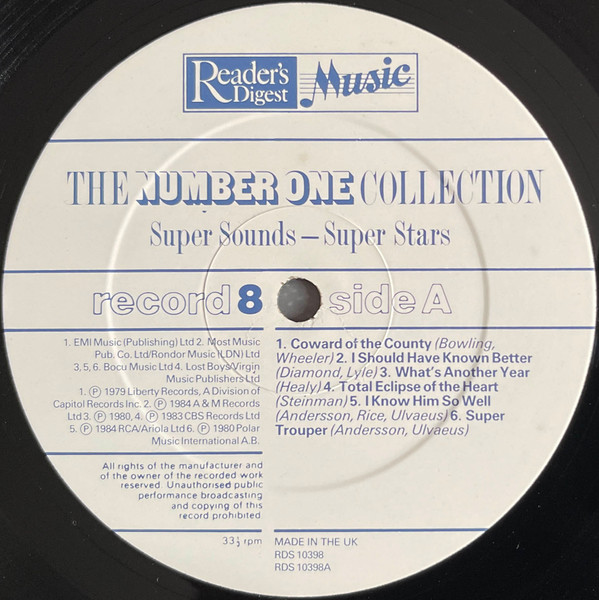 Reader's
Digest
Music
THE NUMBER ONE COLLECTION
Super Sounds – Super Stars
record 8
side A
1. EMI Music (Publishing) Ltd 2. Most Music
Pub. Co. Ltd/Rondor Music (LDN) Ltd
3, 5, 6. Bocu Music Ltd 4. Lost Boys/Virgin
Music Publishers Ltd
1. Ⓟ 1979 Liberty Records, A Division of
Capitol Records Inc. 2. Ⓟ 1984 A & M Records
Ltd 3. Ⓟ 1980, 4. Ⓟ 1983 CBS Records Ltd
5. Ⓟ 1984 RCA/Ariola Ltd 6. Ⓟ 1980 Polar
Music International A.B.
All rights of the manufacturer and
of the owner of the recorded work
reserved. Unauthorised public
performance broadcasting
and copying of this
record prohibited.
33⅓ rpm
1. Coward of the County (Bowling,
Wheeler) 2. I Should Have Known Better
(Diamond, Lyle) 3. What's Another Year
(Healy) 4. Total Eclipse of the Heart
(Steinman) 5. I Know Him So Well
(Andersson, Rice, Ulvaeus) 6. Super
Trouper (Andersson, Ulvaeus)
MADE IN THE UK
RDS 10398
RDS 10398A